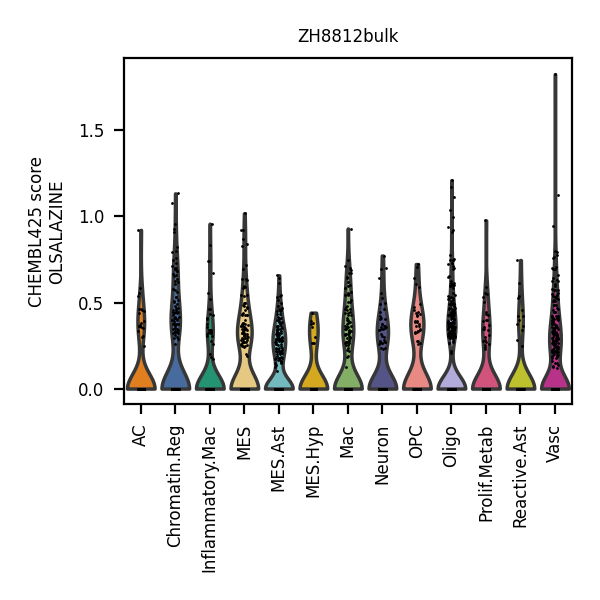 ZH8812bulk
CHEMBL425 score
OLSALAZINE
1.5
1.0
0.5
0.0
AC
Chromatin.Reg
Inflammatory.Mac
MES
MES.Ast
MES.Hyp
Mac
Neuron
OPC
Oligo
Prolif.Metab
Reactive.Ast
Vasc